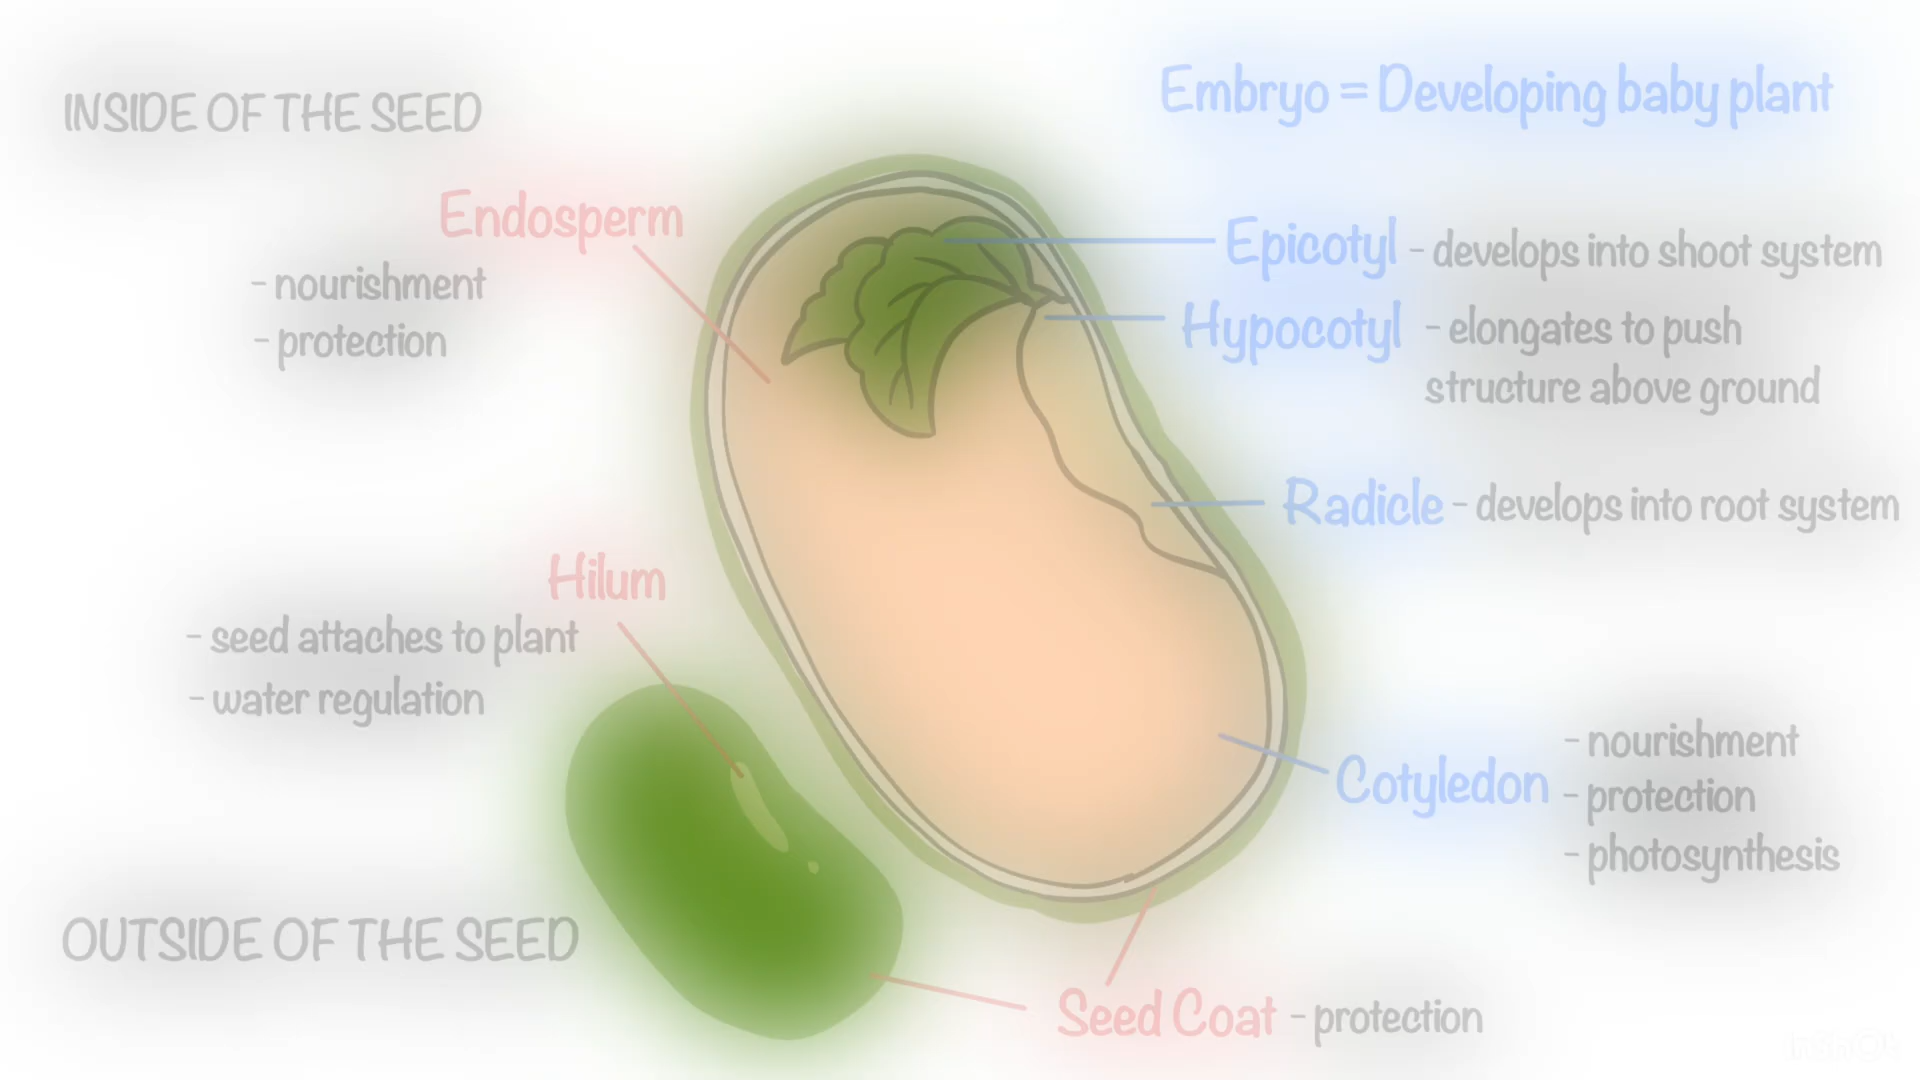 INSIDE OF THE SEED
Embryo = Developing baby plant
Endosperm
- nourishment
- protection
Epicotyl - develops into shoot system
Hypocotyl - elongates to push
structure above ground
Radicle - develops into root system
Hilum
- seed attaches to plant
- water regulation
Cotyledon
- nourishment
- protection
- photosynthesis
OUTSIDE OF THE SEED
Seed Coat - protection
InShOt